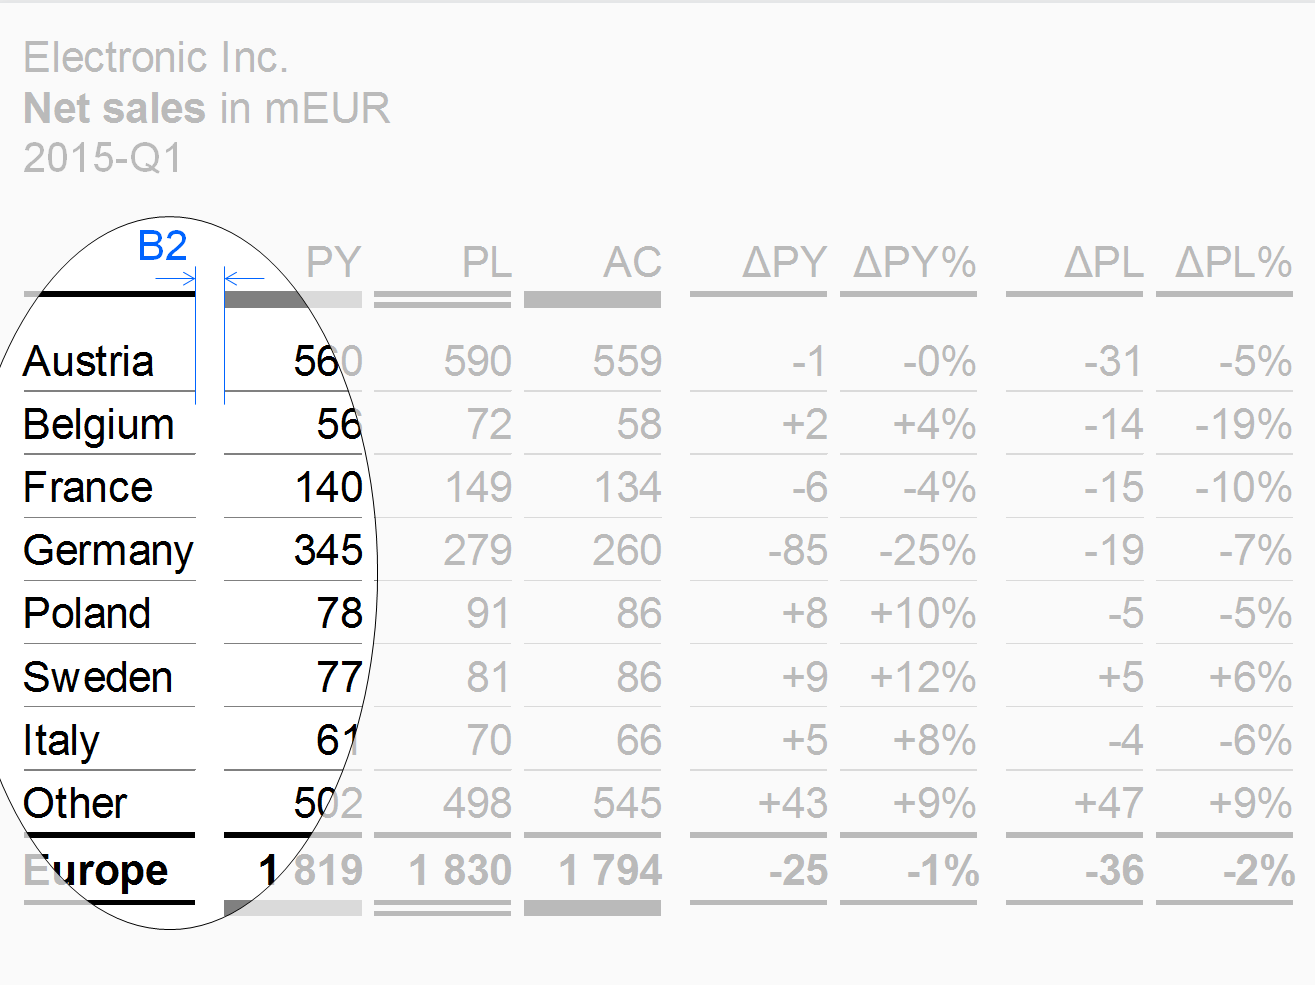 Electronic Inc.
Net sales in mEUR
2015-Q1
B2
PY PL AC ΔPY ΔPY% ΔPL ΔPL%
Austria 560 590 559 -1 -0% -31 -5%
Belgium 56 72 58 +2 +4% -14 -19%
France 140 149 134 -6 -4% -15 -10%
Germany 345 279 260 -85 -25% -19 -7%
Poland 78 91 86 +8 +10% -5 -5%
Sweden 77 81 86 +9 +12% +5 +6%
Italy 61 70 66 +5 +8% -4 -6%
Other 502 498 545 +43 +9% +47 +9%
Europe 1 819 1 830 1 794 -25 -1% -36 -2%